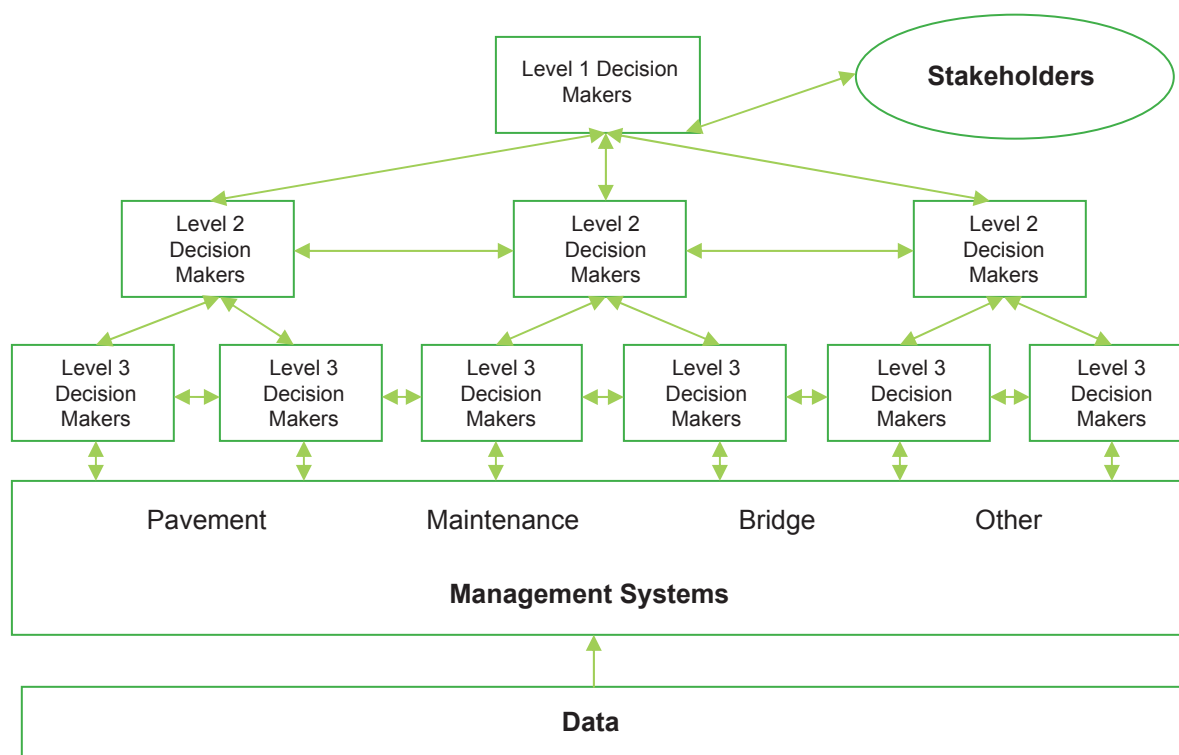 Level 1 Decision
Makers
Stakeholders
Level 2
Decision
Makers
Level 2
Decision
Makers
Level 2
Decision
Makers
Level 3
Decision
Makers
Level 3
Decision
Makers
Level 3
Decision
Makers
Level 3
Decision
Makers
Level 3
Decision
Makers
Level 3
Decision
Makers
Pavement
Maintenance
Bridge
Other
Management Systems
Data